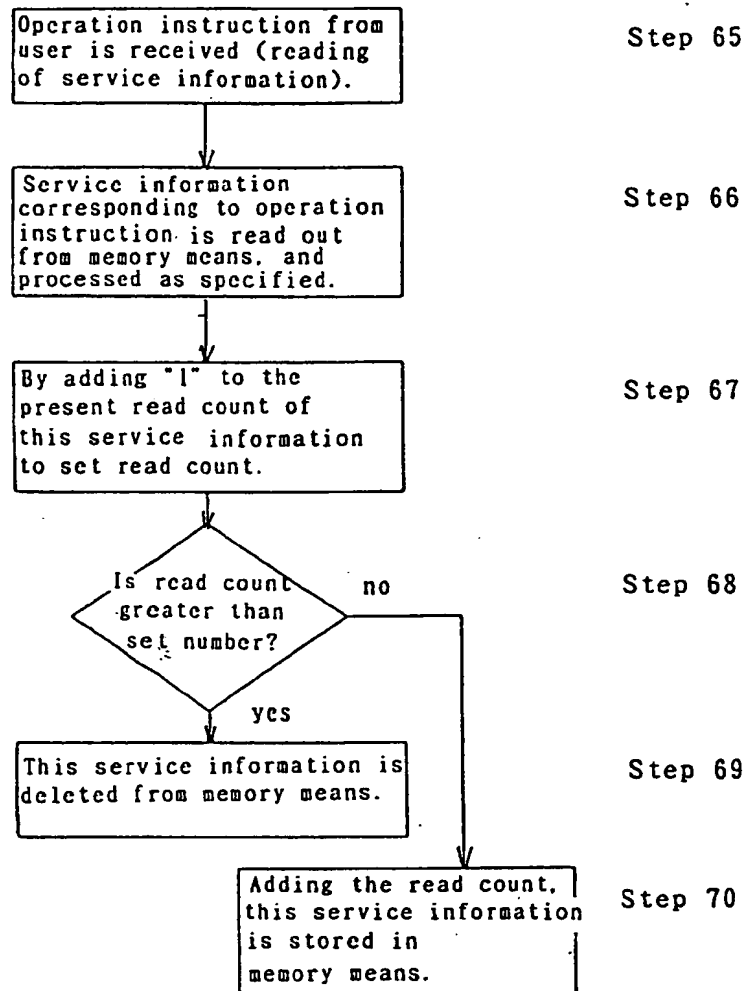 Operation instruction from
user is received (reading
of service information).
Step 65
Service information
corresponding to operation
instruction is read out
from memory means, and
processed as specified.
Step 66
By adding "1" to the
present read count of
this service information
to set read count.
Step 67
Is read count
greater than
set number?
no
Step 68
yes
This service information is
deleted from memory means.
Step 69
Adding the read count,
this service information
is stored in
memory means.
Step 70